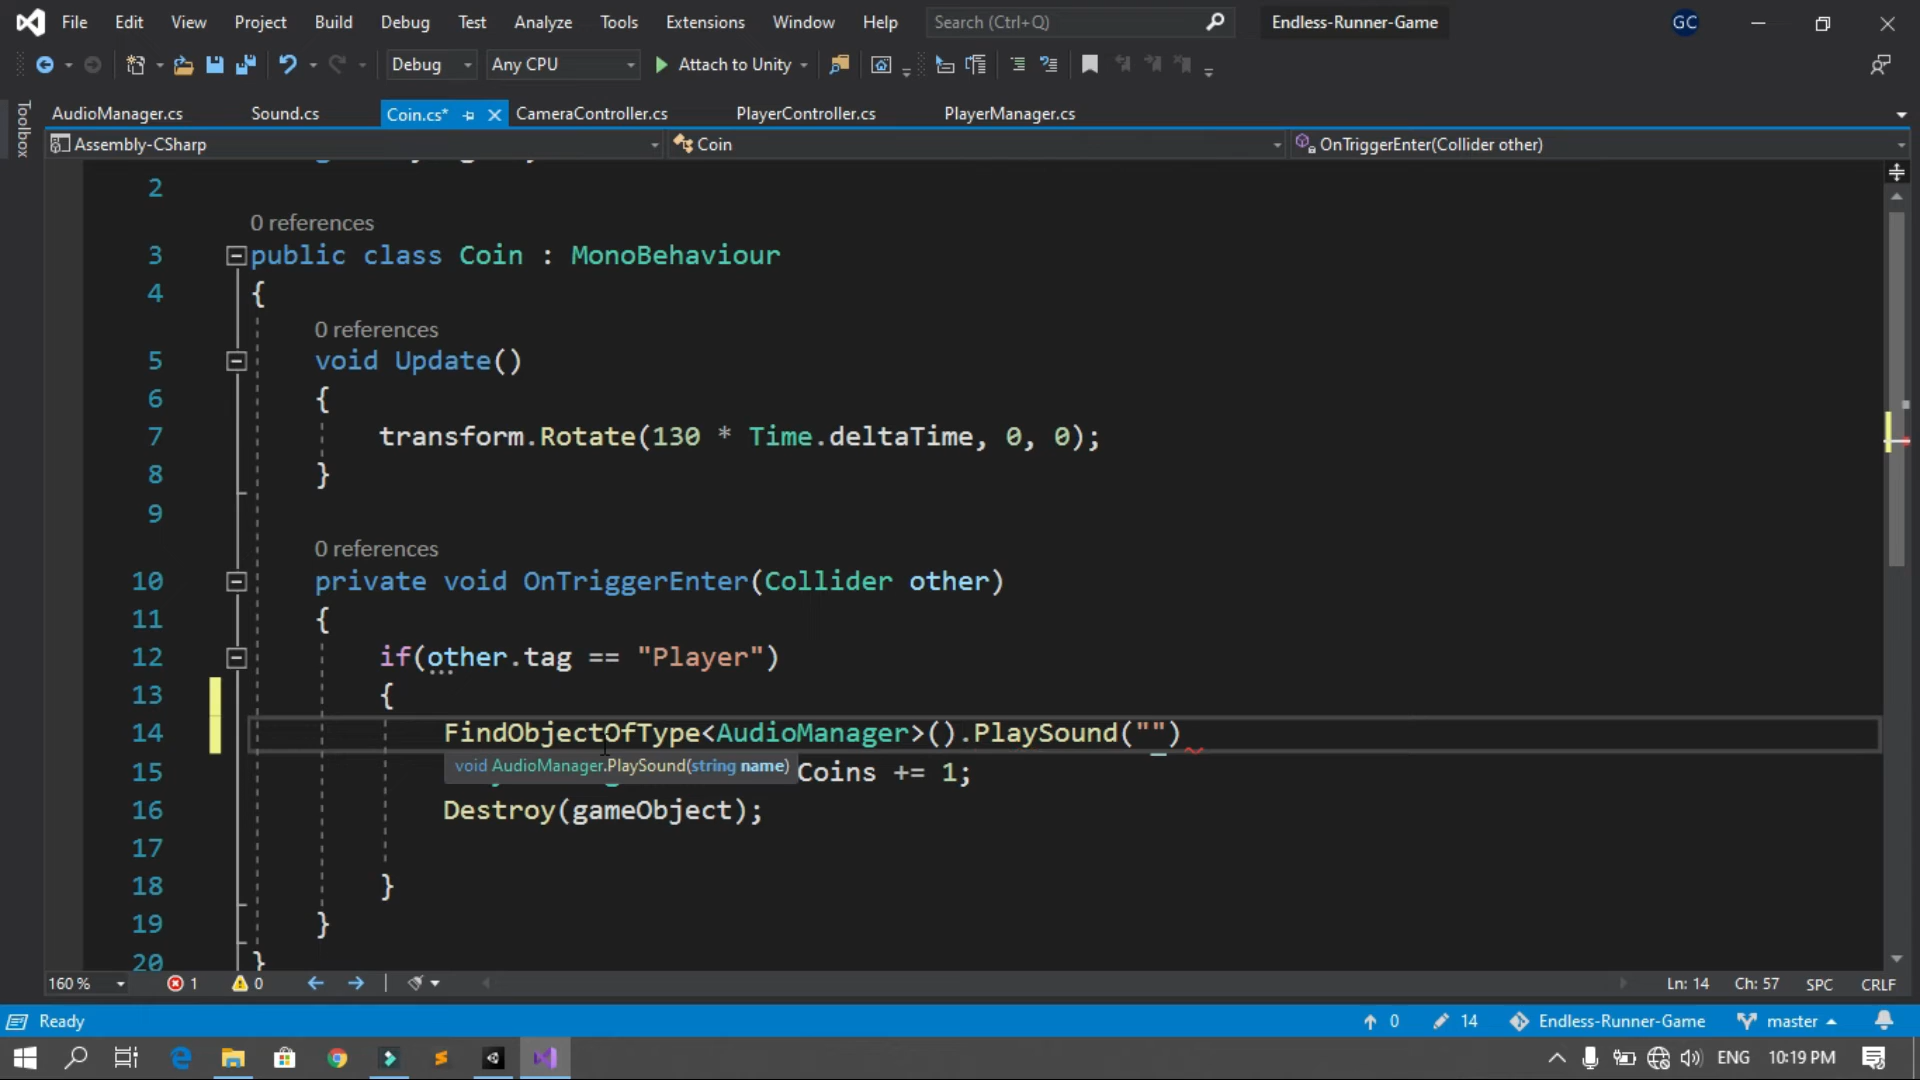 File Edit View Project Build Debug Test Analyze Tools Extensions Window Help Search (Ctrl+Q) Endless-Runner-Game GC
Debug Any CPU Attach to Unity
AudioManager.cs Sound.cs Coin.cs* CameraController.cs PlayerController.cs PlayerManager.cs
Toolbox
Assembly-CSharp Coin OnTriggerEnter(Collider other)
2
0 references
3 public class Coin : MonoBehaviour
4 {
0 references
5 void Update()
6 {
7 transform.Rotate(130 * Time.deltaTime, 0, 0);
8 }
9
0 references
10 private void OnTriggerEnter(Collider other)
11 {
12 if(other.tag == "Player")
13 {
14 FindObjectOfType<AudioManager>().PlaySound("")
void AudioManager.PlaySound(string name)
15 Coins += 1;
16 Destroy(gameObject);
17
18 }
19 }
20 }
160 % 1 0 Ln: 14 Ch: 57 SPC CRLF
Ready 0 14 Endless-Runner-Game master
ENG 10:19 PM